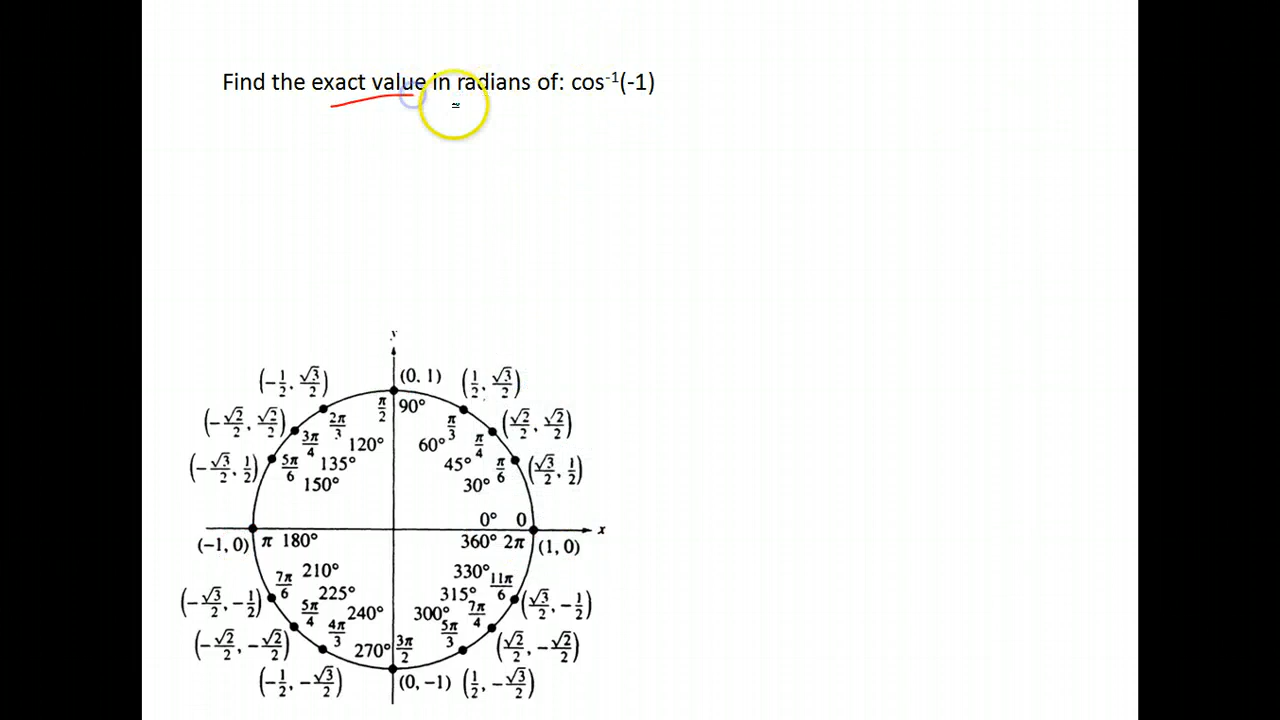 Find the exact value in radians of: cos⁻¹(-1)
y
(-1/2, √3/2) (0, 1) (1/2, √3/2)
π/2 90°
(-√2/2, √2/2) 2π/3 π/3 (√2/2, √2/2)
3π/4 120° 60° π/4
(-√3/2, 1/2) 5π/6 135° 45° π/6 (√3/2, 1/2)
150° 30°
0° 0
x
(-1, 0) π 180° 360° 2π (1, 0)
7π/6 210° 330° 11π/6
(-√3/2, -1/2) 225° 315° (√3/2, -1/2)
5π/4 240° 300° 7π/4
(-√2/2, -√2/2) 4π/3 270° 3π/2 5π/3 (√2/2, -√2/2)
(-1/2, -√3/2) (0, -1) (1/2, -√3/2)